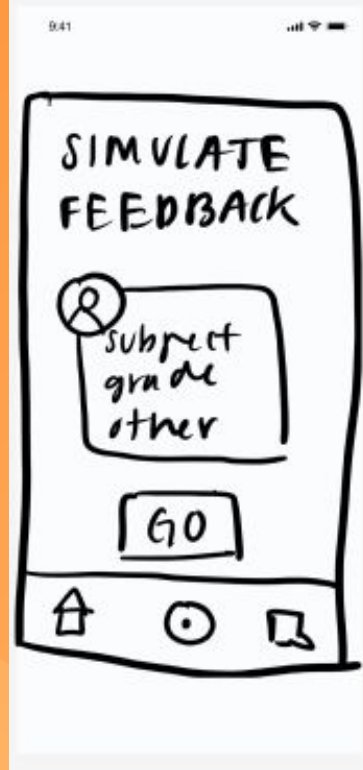 9:41
SIMULATE
FEEDBACK
subject
grade
other
GO